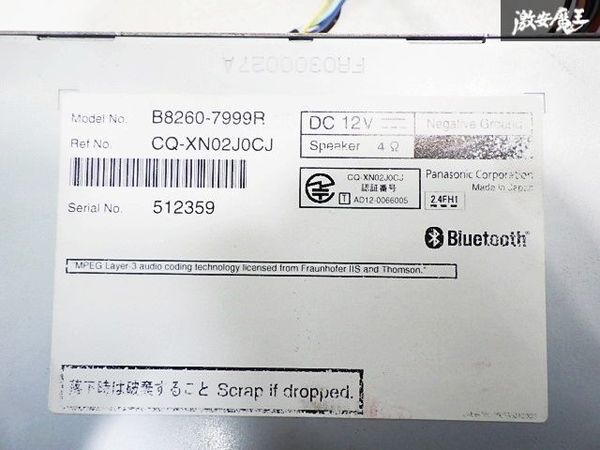 激安魔王
FR0300027A
Model No. B8260-7999R
Ref No. CQ-XN02J0CJ
Serial No. 512359
DC 12V Negative Ground
Speaker 4Ω
CQ-XN02J0CJ
認証番号
T AD12-0066005
Panasonic Corporation
Made in Japan
2.4FH1
Bluetooth®
"MPEG Layer-3 audio coding technology licensed from Fraunhofer IIS and Thomson."
落下時は破棄すること Scrap if dropped.